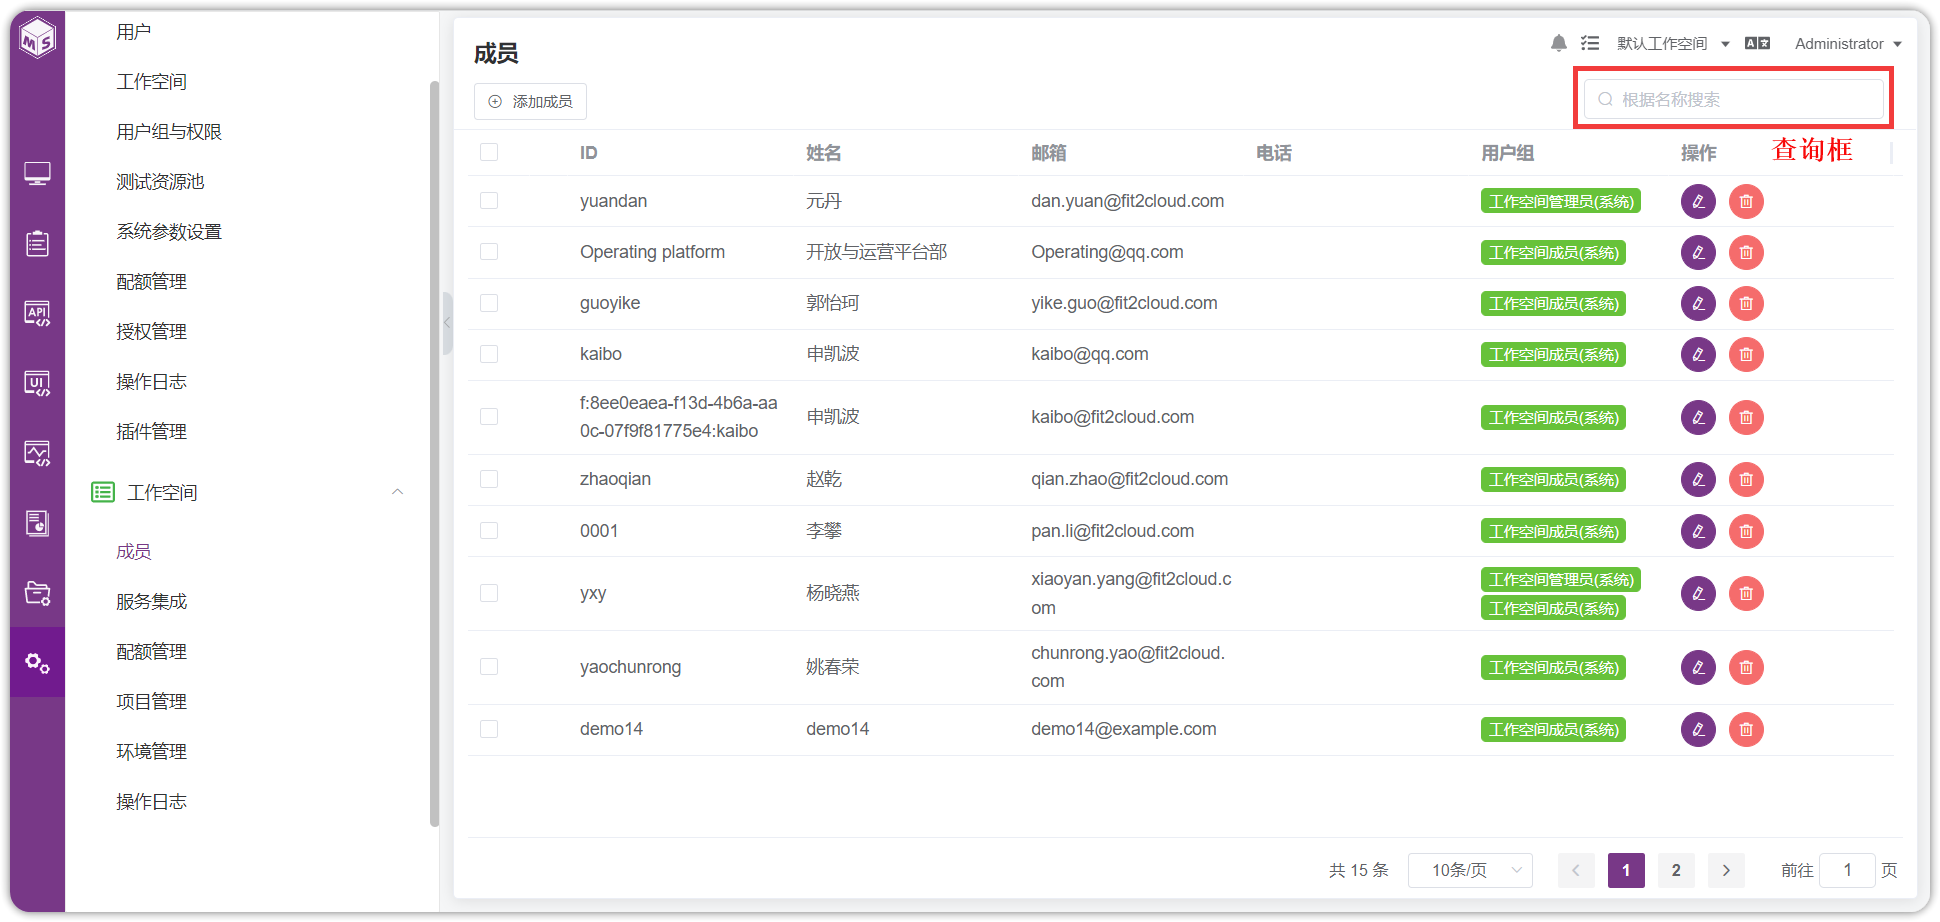 MS
API
UI
用户
工作空间
用户组与权限
测试资源池
系统参数设置
配额管理
授权管理
操作日志
插件管理
工作空间
成员
服务集成
配额管理
项目管理
环境管理
操作日志
成员
默认工作空间
Administrator
添加成员
根据名称搜索
查询框
ID 姓名 邮箱 电话 用户组 操作
yuandan 元丹 dan.yuan@fit2cloud.com 工作空间管理员(系统)
Operating platform 开放与运营平台部 Operating@qq.com 工作空间成员(系统)
guoyike 郭怡珂 yike.guo@fit2cloud.com 工作空间成员(系统)
kaibo 申凯波 kaibo@qq.com 工作空间成员(系统)
f:8ee0eaea-f13d-4b6a-aa
0c-07f9f81775e4:kaibo 申凯波 kaibo@fit2cloud.com 工作空间成员(系统)
zhaoqian 赵乾 qian.zhao@fit2cloud.com 工作空间成员(系统)
0001 李攀 pan.li@fit2cloud.com 工作空间成员(系统)
yxy 杨晓燕 xiaoyan.yang@fit2cloud.c 工作空间管理员(系统)
om 工作空间成员(系统)
yaochunrong 姚春荣 chunrong.yao@fit2cloud. 工作空间成员(系统)
com
demo14 demo14 demo14@example.com 工作空间成员(系统)
共 15 条 10条/页 1 2 前往 1 页